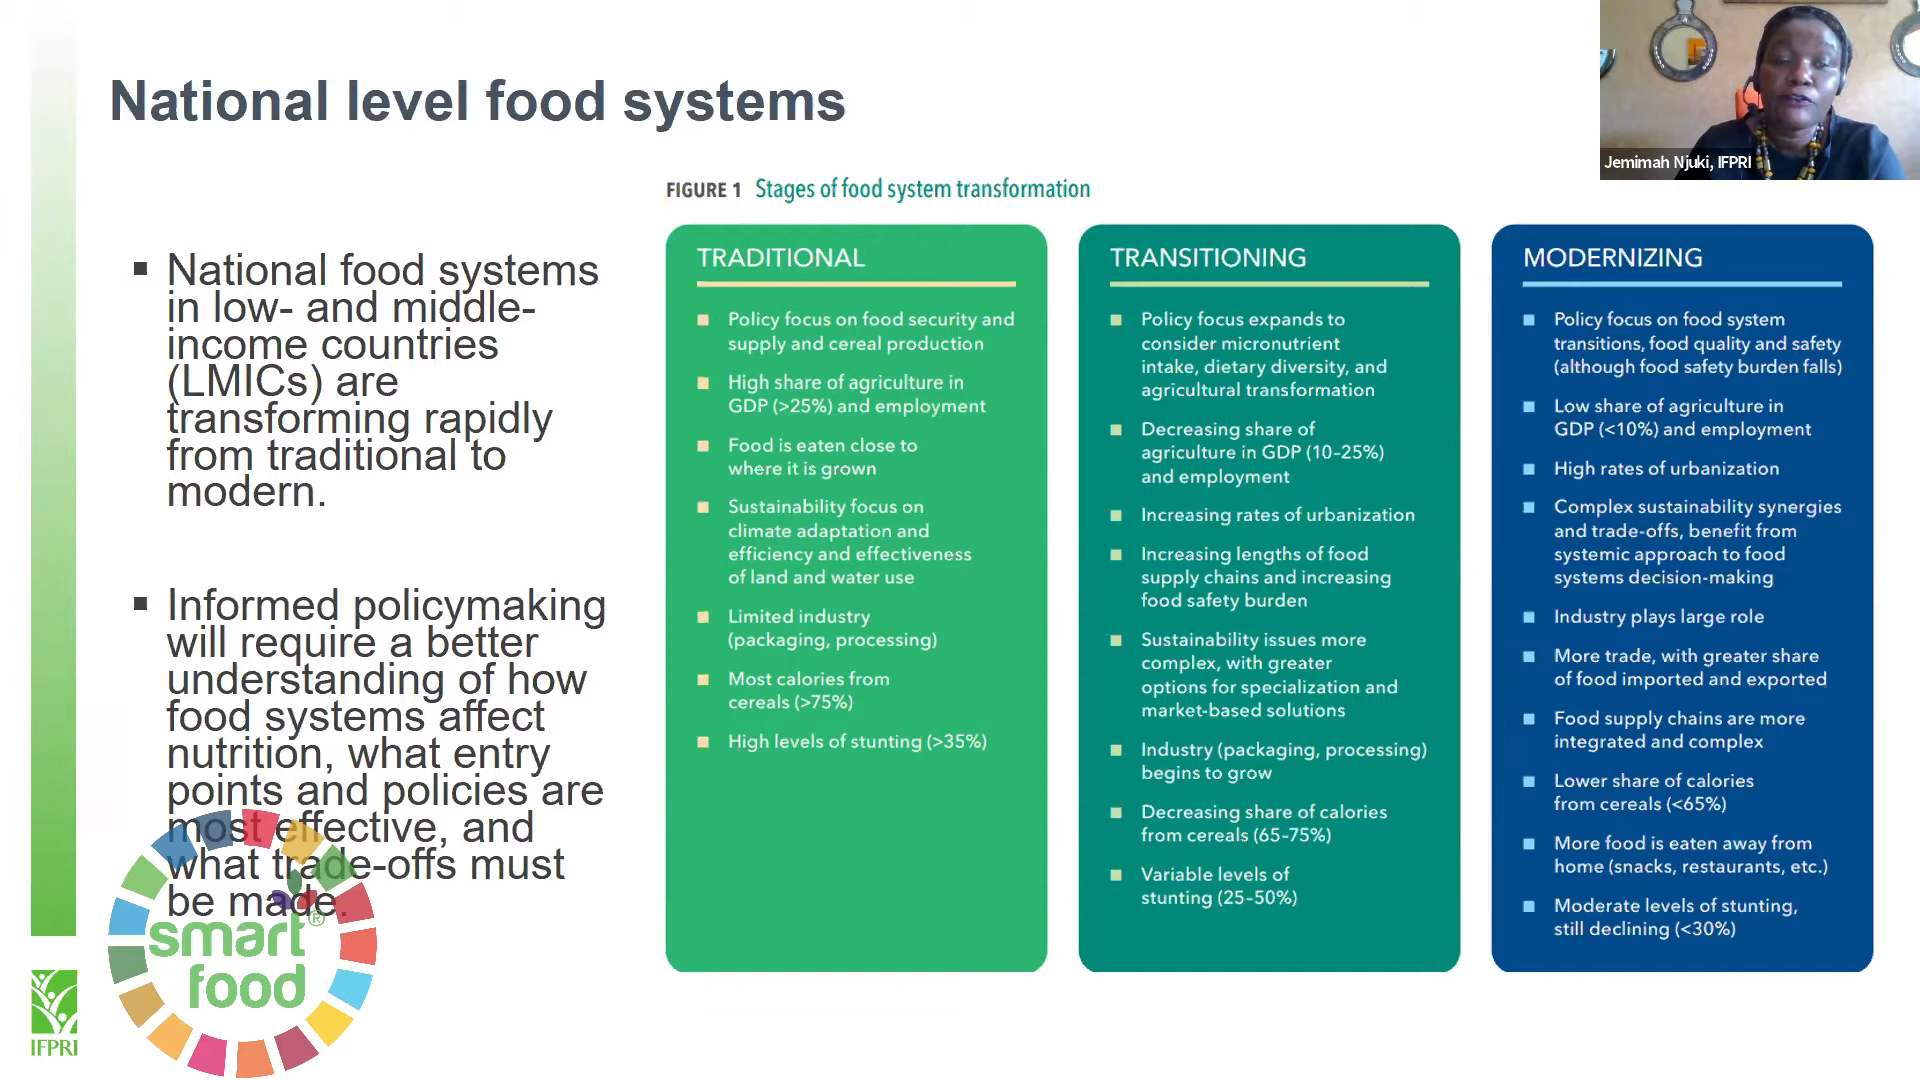 National level food systems
Jemimah Njuki, IFPRI
▪ National food systems
in low- and middle-
income countries
(LMICs) are
transforming rapidly
from traditional to
modern.
▪ Informed policymaking
will require a better
understanding of how
food systems affect
nutrition, what entry
points and policies are
most effective, and
what trade-offs must
be made.
smart®
food
IFPRI
FIGURE 1 Stages of food system transformation
TRADITIONAL
Policy focus on food security and
supply and cereal production
High share of agriculture in
GDP (>25%) and employment
Food is eaten close to
where it is grown
Sustainability focus on
climate adaptation and
efficiency and effectiveness
of land and water use
Limited industry
(packaging, processing)
Most calories from
cereals (>75%)
High levels of stunting (>35%)
TRANSITIONING
Policy focus expands to
consider micronutrient
intake, dietary diversity, and
agricultural transformation
Decreasing share of
agriculture in GDP (10–25%)
and employment
Increasing rates of urbanization
Increasing lengths of food
supply chains and increasing
food safety burden
Sustainability issues more
complex, with greater
options for specialization and
market-based solutions
Industry (packaging, processing)
begins to grow
Decreasing share of calories
from cereals (65–75%)
Variable levels of
stunting (25–50%)
MODERNIZING
Policy focus on food system
transitions, food quality and safety
(although food safety burden falls)
Low share of agriculture in
GDP (<10%) and employment
High rates of urbanization
Complex sustainability synergies
and trade-offs, benefit from
systemic approach to food
systems decision-making
Industry plays large role
More trade, with greater share
of food imported and exported
Food supply chains are more
integrated and complex
Lower share of calories
from cereals (<65%)
More food is eaten away from
home (snacks, restaurants, etc.)
Moderate levels of stunting,
still declining (<30%)